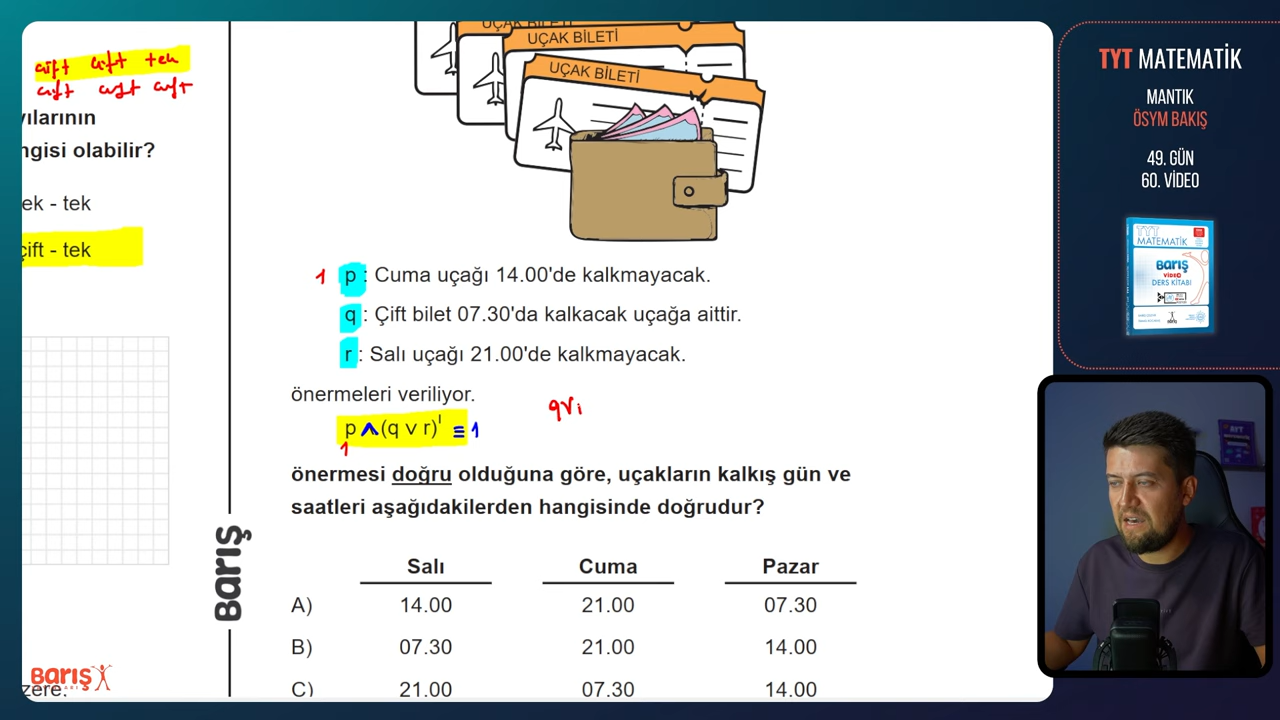 çift çift tek
çift çift çift
yılarının
ngisi olabilir?
ek - tek
çift - tek
UÇAK BİLETİ
UÇAK BİLETİ
UÇAK BİLETİ
1 p : Cuma uçağı 14.00'de kalkmayacak.
q : Çift bilet 07.30'da kalkacak uçağa aittir.
r : Salı uçağı 21.00'de kalkmayacak.
önermeleri veriliyor.
p ∧ (q v r)' ≡ 1
1
qv
önermesi doğru olduğuna göre, uçakların kalkış gün ve
saatleri aşağıdakilerden hangisinde doğrudur?
Salı Cuma Pazar
A) 14.00 21.00 07.30
B) 07.30 21.00 14.00
C) 21.00 07.30 14.00
Barış
Barış
zere,
TYT MATEMATİK
MANTIK
ÖSYM BAKIŞ
49. GÜN
60. VİDEO
TYT
MATEMATİK
Barış
VİDEO
DERS KİTABI